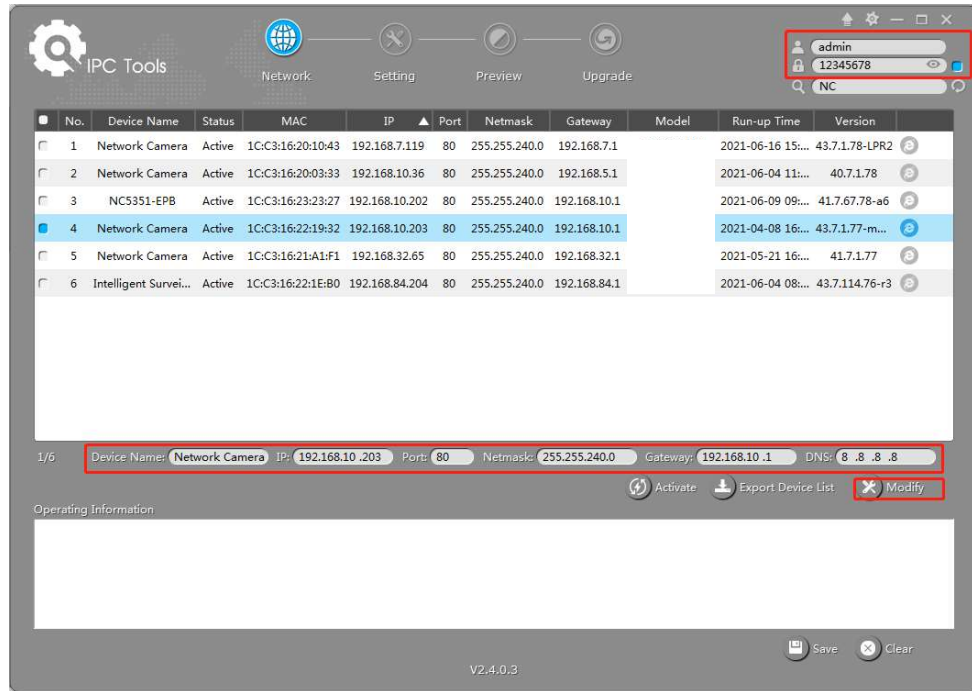 IPC Tools
Network
Setting
Preview
Upgrade
admin
12345678
NC
No. Device Name Status MAC IP Port Netmask Gateway Model Run-up Time Version
1 Network Camera Active 1C:C3:16:20:10:43 192.168.7.119 80 255.255.240.0 192.168.7.1 2021-06-16 15:... 43.7.1.78-LPR2
2 Network Camera Active 1C:C3:16:20:03:33 192.168.10.36 80 255.255.240.0 192.168.5.1 2021-06-04 11:... 40.7.1.78
3 NC5351-EPB Active 1C:C3:16:23:23:27 192.168.10.202 80 255.255.240.0 192.168.10.1 2021-06-09 09:... 41.7.67.78-a6
4 Network Camera Active 1C:C3:16:22:19:32 192.168.10.203 80 255.255.240.0 192.168.10.1 2021-04-08 16:... 43.7.1.77-m...
5 Network Camera Active 1C:C3:16:21:A1:F1 192.168.32.65 80 255.255.240.0 192.168.32.1 2021-05-21 16:... 41.7.1.77
6 Intelligent Survei... Active 1C:C3:16:22:1E:B0 192.168.84.204 80 255.255.240.0 192.168.84.1 2021-06-04 08:... 43.7.114.76-r3
1/6 Device Name: Network Camera IP: 192.168.10 .203 Port: 80 Netmask: 255.255.240.0 Gateway: 192.168.10 .1 DNS: 8 .8 .8 .8
Activate Export Device List Modify
Operating Information
Save Clear
V2.4.0.3